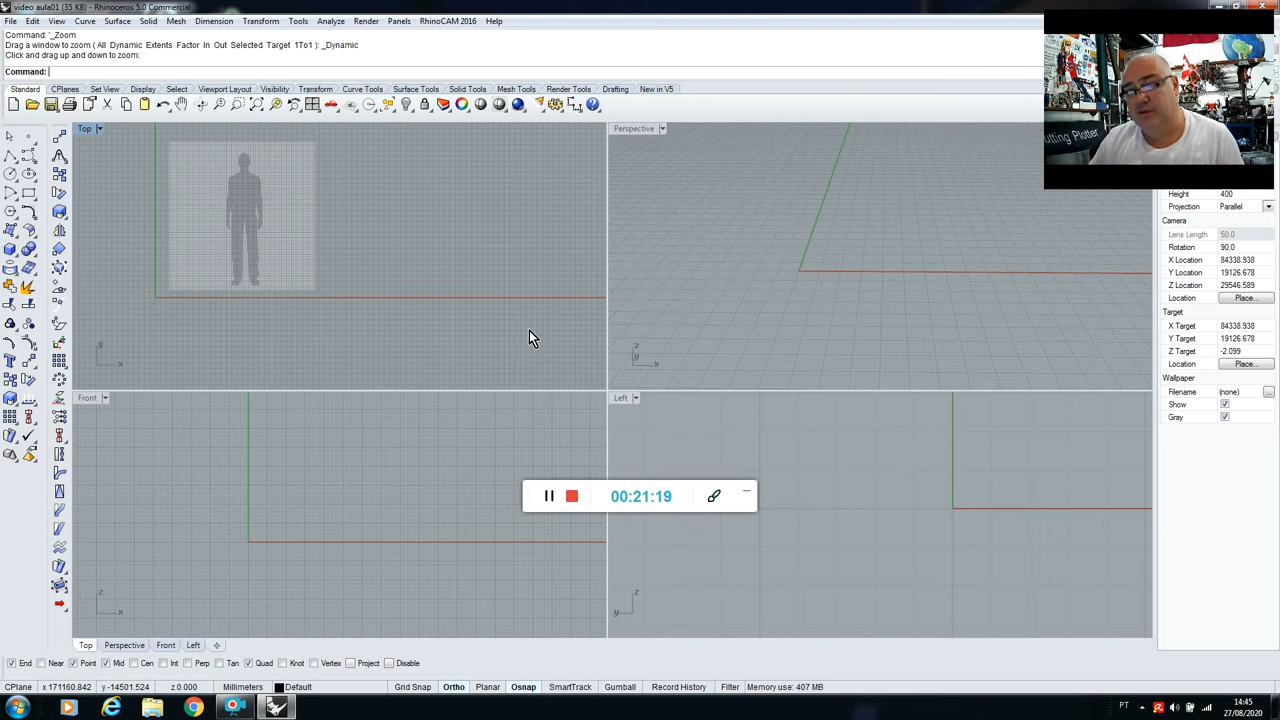 video aula01 (35 KB) - Rhinoceros 5.0 Commercial
File Edit View Curve Surface Solid Mesh Dimension Transform Tools Analyze Render Panels RhinoCAM 2016 Help
Command: '_Zoom
Drag a window to zoom ( All Dynamic Extents Factor In Out Selected Target 1To1 ): _Dynamic
Click and drag up and down to zoom:
Command:
Standard CPlanes Set View Display Select Viewport Layout Visibility Transform Curve Tools Surface Tools Solid Tools Mesh Tools Render Tools Drafting New in V5
Top
Perspective
utting Plotter
Height 400
Projection Parallel
Camera
Lens Length 50.0
Rotation 90.0
X Location 84338.938
Y Location 19126.678
Z Location 29546.589
Location Place...
Target
X Target 84338.938
Y Target 19126.678
Z Target -2.099
Location Place...
Wallpaper
Filename (none) ...
Show
Gray
y
x
z
y
x
Front
Left
00:21:19
z
x
z
y
Top Perspective Front Left
End Near Point Mid Cen Int Perp Tan Quad Knot Vertex Project Disable
CPlane x 171160.842 y -14501.524 z 0.000 Millimeters Default Grid Snap Ortho Planar Osnap SmartTrack Gumball Record History Filter Memory use: 407 MB
PT
14:45
27/08/2020